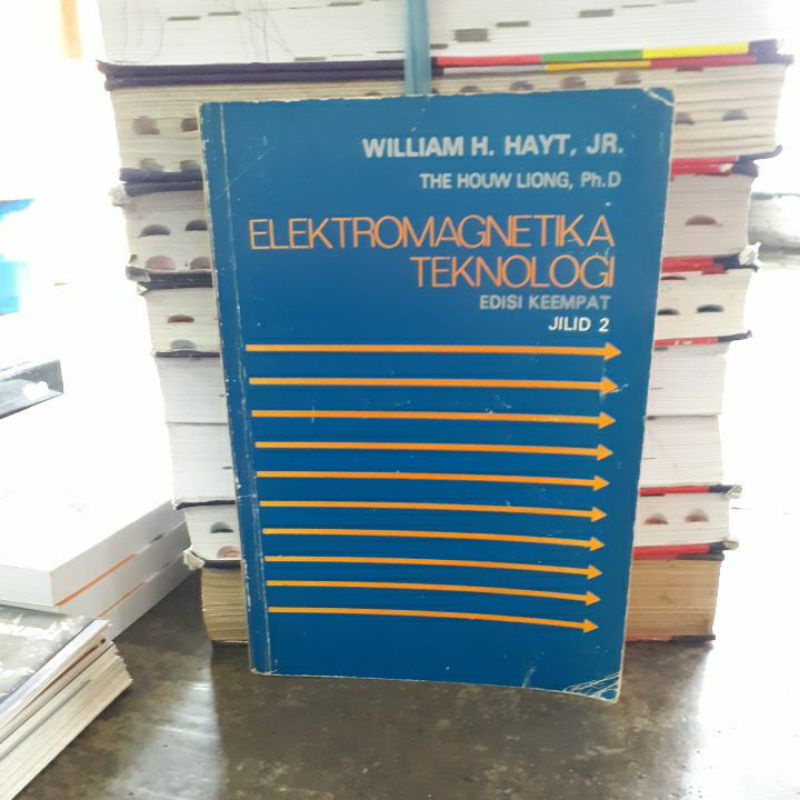 WILLIAM H. HAYT, JR.
THE HOUW LIONG, Ph.D
ELEKTROMAGNETIKA
TEKNOLOGI
EDISI KEEMPAT
JILID 2